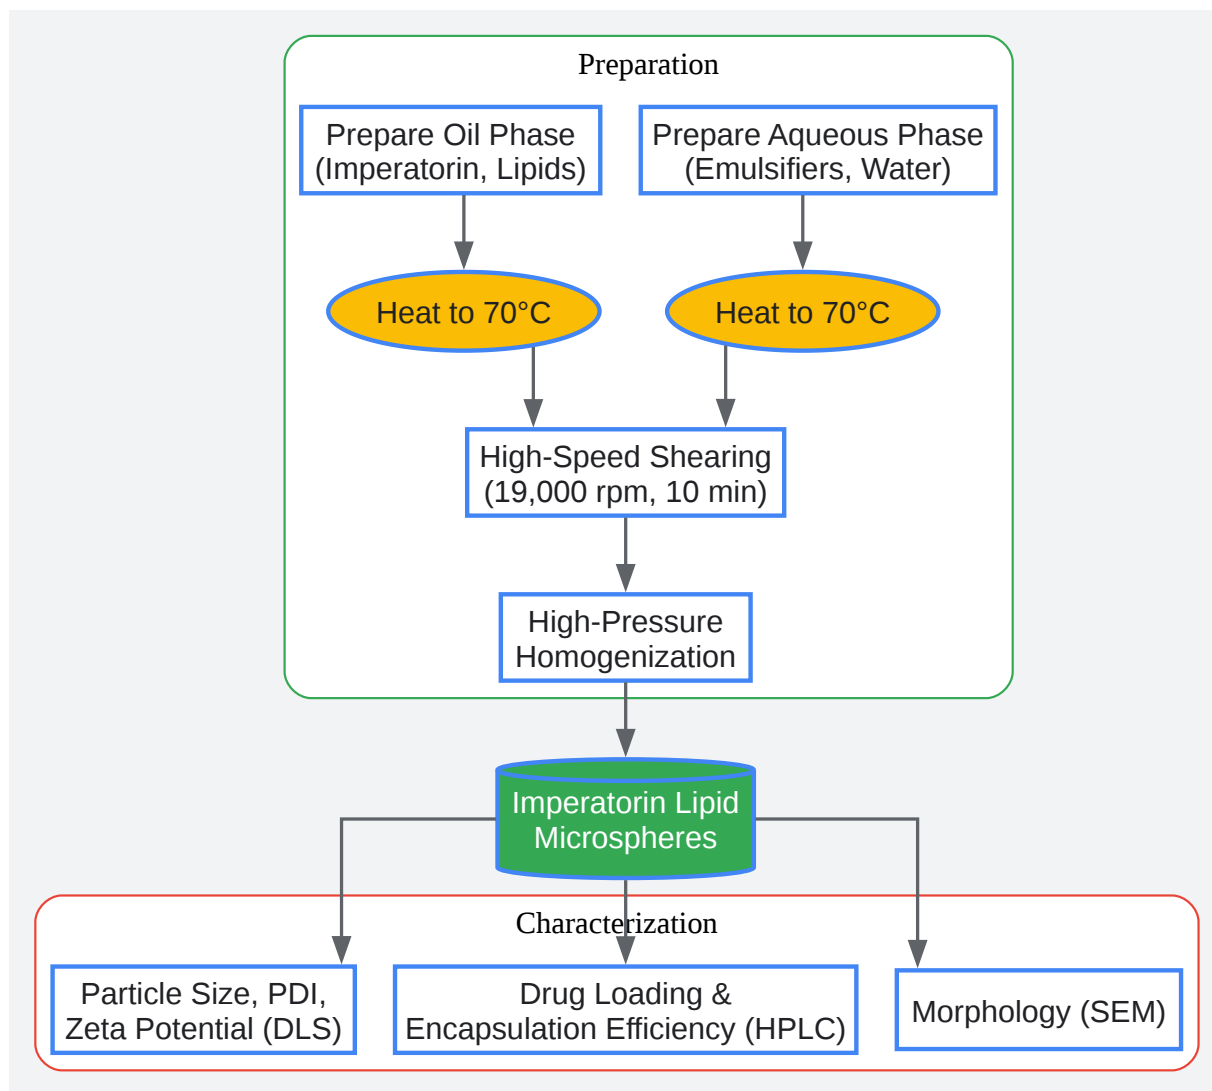 Preparation
Prepare Oil Phase
(Imperatorin, Lipids)
Prepare Aqueous Phase
(Emulsifiers, Water)
Heat to 70°C
Heat to 70°C
High-Speed Shearing
(19,000 rpm, 10 min)
High-Pressure
Homogenization
Imperatorin Lipid
Microspheres
Characterization
Particle Size, PDI,
Zeta Potential (DLS)
Drug Loading &
Encapsulation Efficiency (HPLC)
Morphology (SEM)